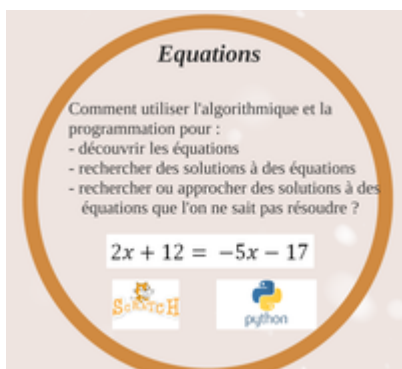 Equations
Comment utiliser l'algorithmique et la
programmation pour :
- découvrir les équations
- rechercher des solutions à des équations
- rechercher ou approcher des solutions à des
équations que l'on ne sait pas résoudre ?
2x + 12 = −5x − 17
SCRATCH
python